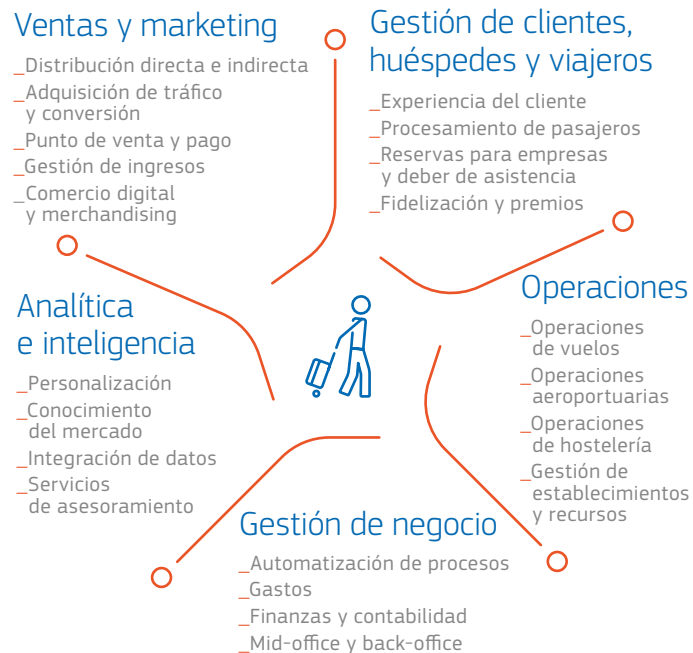 Ventas y marketing
_Distribución directa e indirecta
_Adquisición de tráfico
y conversión
_Punto de venta y pago
_Gestión de ingresos
_Comercio digital
y merchandising
Gestión de clientes,
huéspedes y viajeros
_Experiencia del cliente
_Procesamiento de pasajeros
_Reservas para empresas
y deber de asistencia
_Fidelización y premios
Analítica
e inteligencia
_Personalización
_Conocimiento
del mercado
_Integración de datos
_Servicios
de asesoramiento
Operaciones
_Operaciones
de vuelos
_Operaciones
aeroportuarias
_Operaciones
de hostelería
_Gestión de
establecimientos
y recursos
Gestión de negocio
_Automatización de procesos
_Gastos
_Finanzas y contabilidad
_Mid-office y back-office